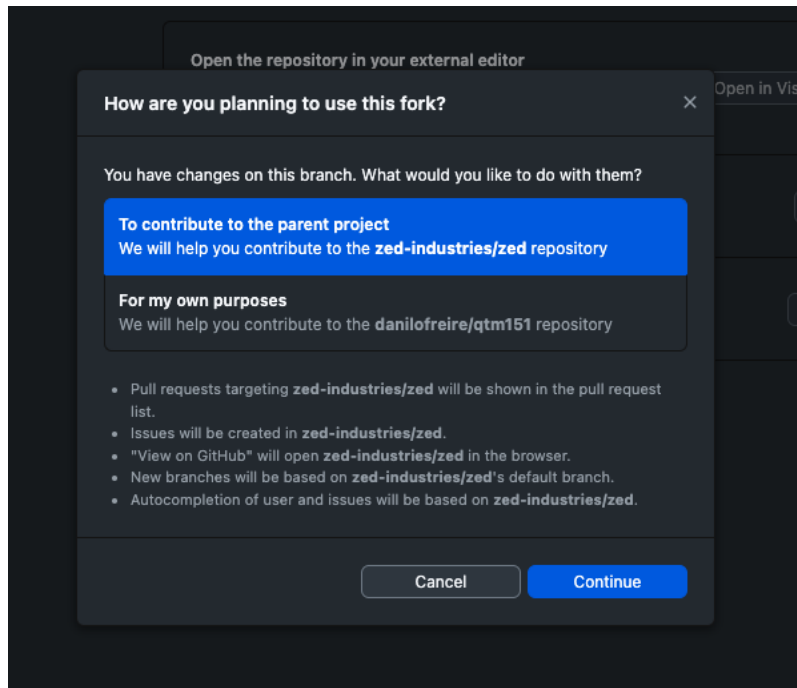 Open the repository in your external editor
Open in Vis
How are you planning to use this fork?
You have changes on this branch. What would you like to do with them?
To contribute to the parent project
We will help you contribute to the zed-industries/zed repository
For my own purposes
We will help you contribute to the danilofreire/qtm151 repository
• Pull requests targeting zed-industries/zed will be shown in the pull request
list.
• Issues will be created in zed-industries/zed.
• "View on GitHub" will open zed-industries/zed in the browser.
• New branches will be based on zed-industries/zed's default branch.
• Autocompletion of user and issues will be based on zed-industries/zed.
Cancel
Continue